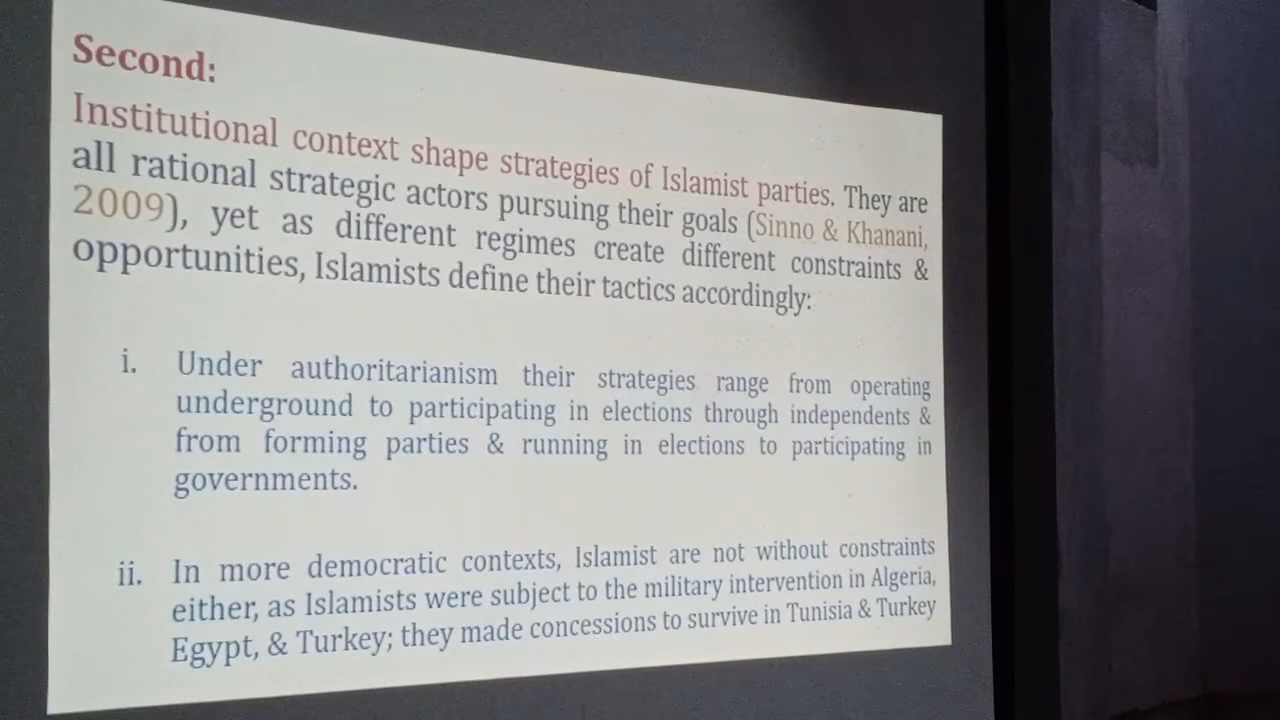 Second:
Institutional context shape strategies of Islamist parties. They are
all rational strategic actors pursuing their goals (Sinno & Khanani,
2009), yet as different regimes create different constraints &
opportunities, Islamists define their tactics accordingly:
i. Under authoritarianism their strategies range from operating
underground to participating in elections through independents &
from forming parties & running in elections to participating in
governments.
ii. In more democratic contexts, Islamist are not without constraints
either, as Islamists were subject to the military intervention in Algeria,
Egypt, & Turkey; they made concessions to survive in Tunisia & Turkey